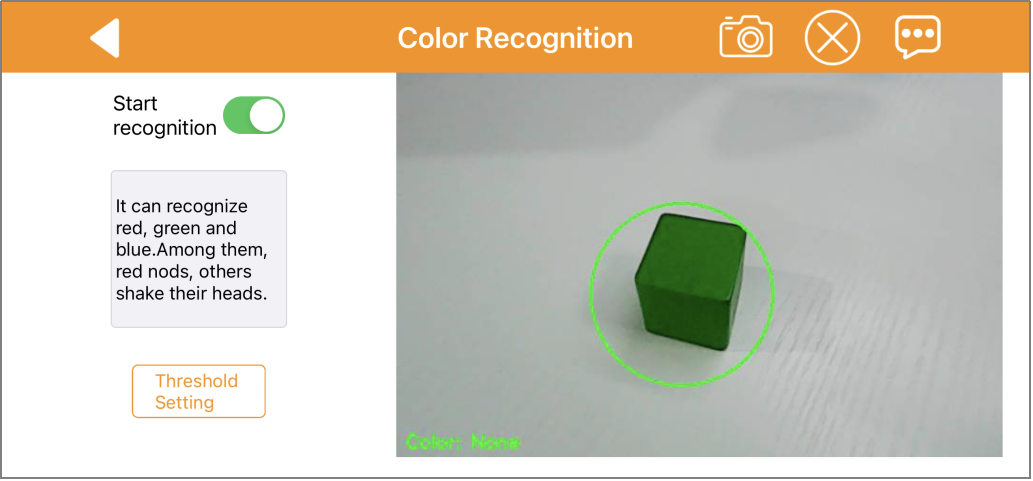 Color Recognition
Start
recognition
It can recognize
red, green and
blue.Among them,
red nods, others
shake their heads.
Threshold
Setting
Color: None